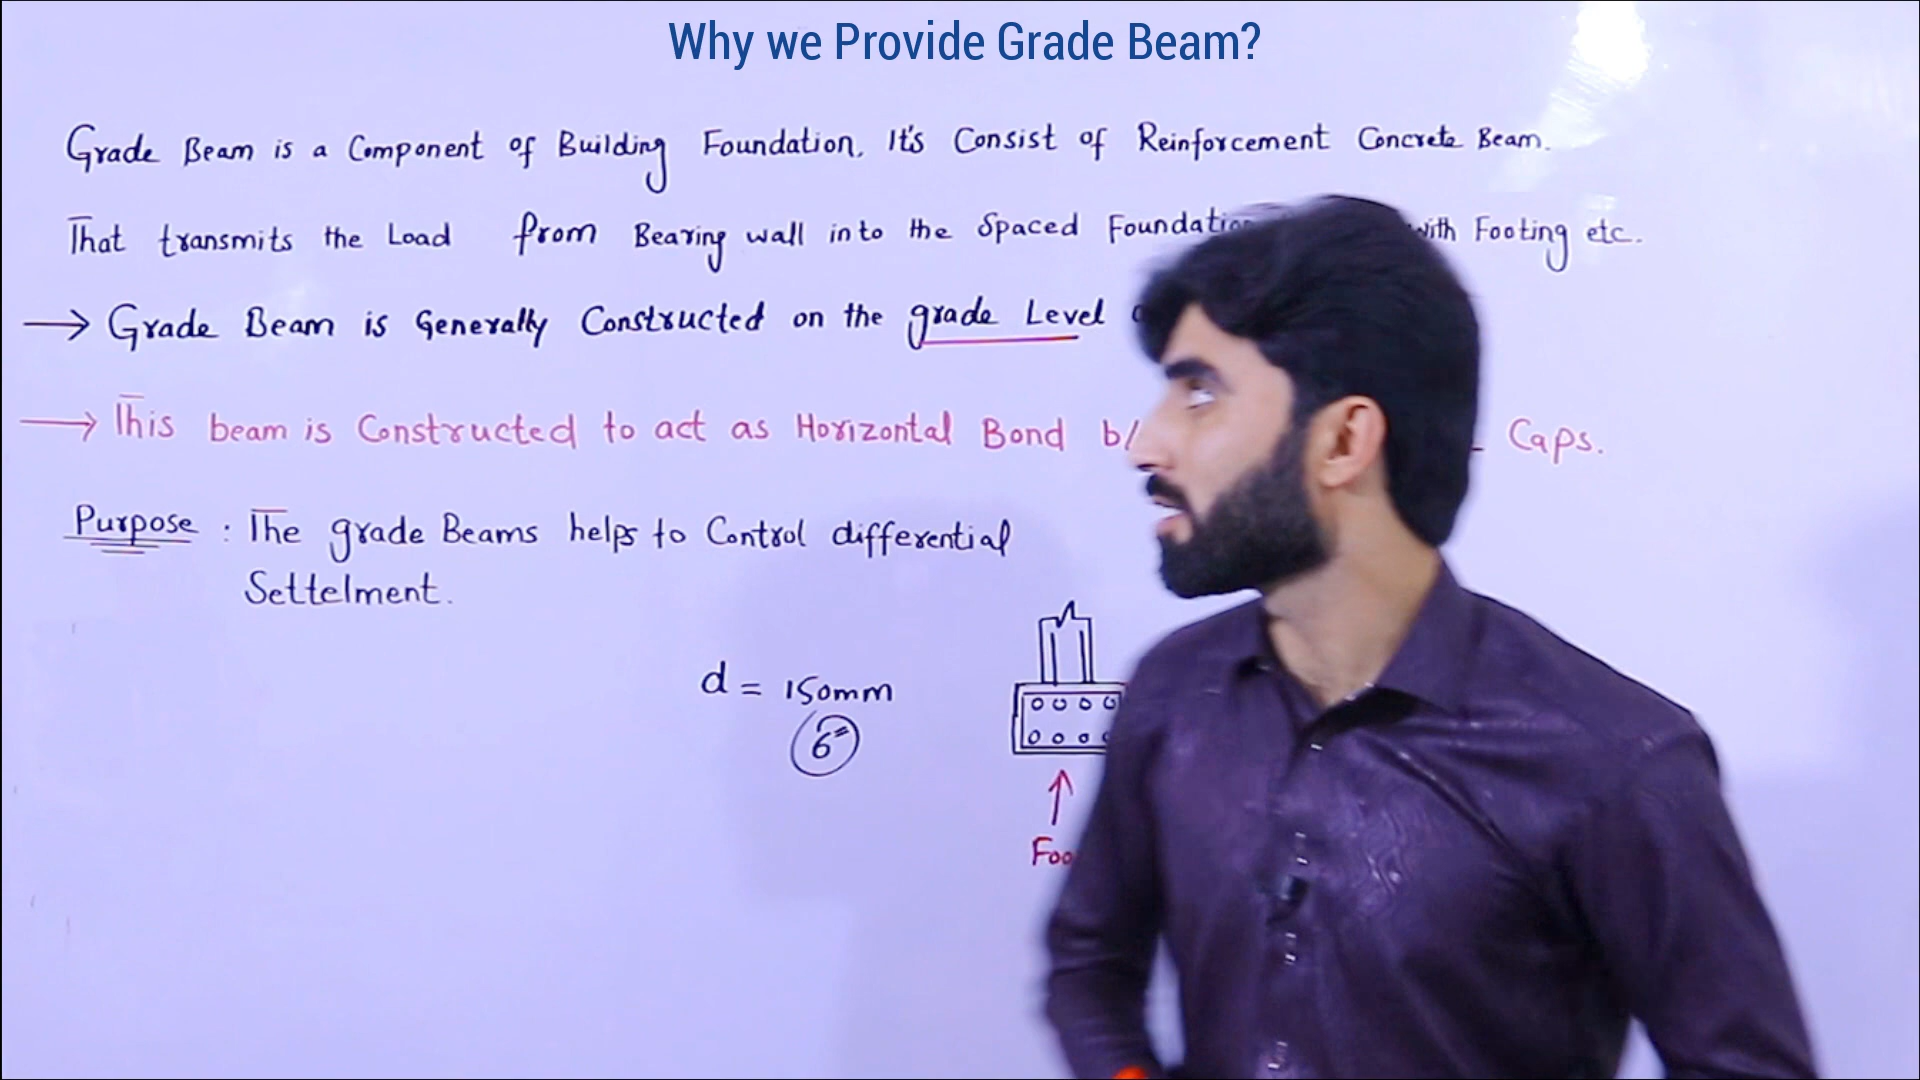 Why we Provide Grade Beam?
Grade Beam is a Component of Building Foundation, It's Consist of Reinforcement Concrete Beam.
That transmits the Load from Bearing wall into the Spaced Foundation with Footing etc.
→ Grade Beam is Generally Constructed on the grade Level
→ This beam is Constructed to act as Horizontal Bond b/ Caps.
Purpose : The grade Beams helps to Control differential
Settelment.
d = 150mm
6"
Foo